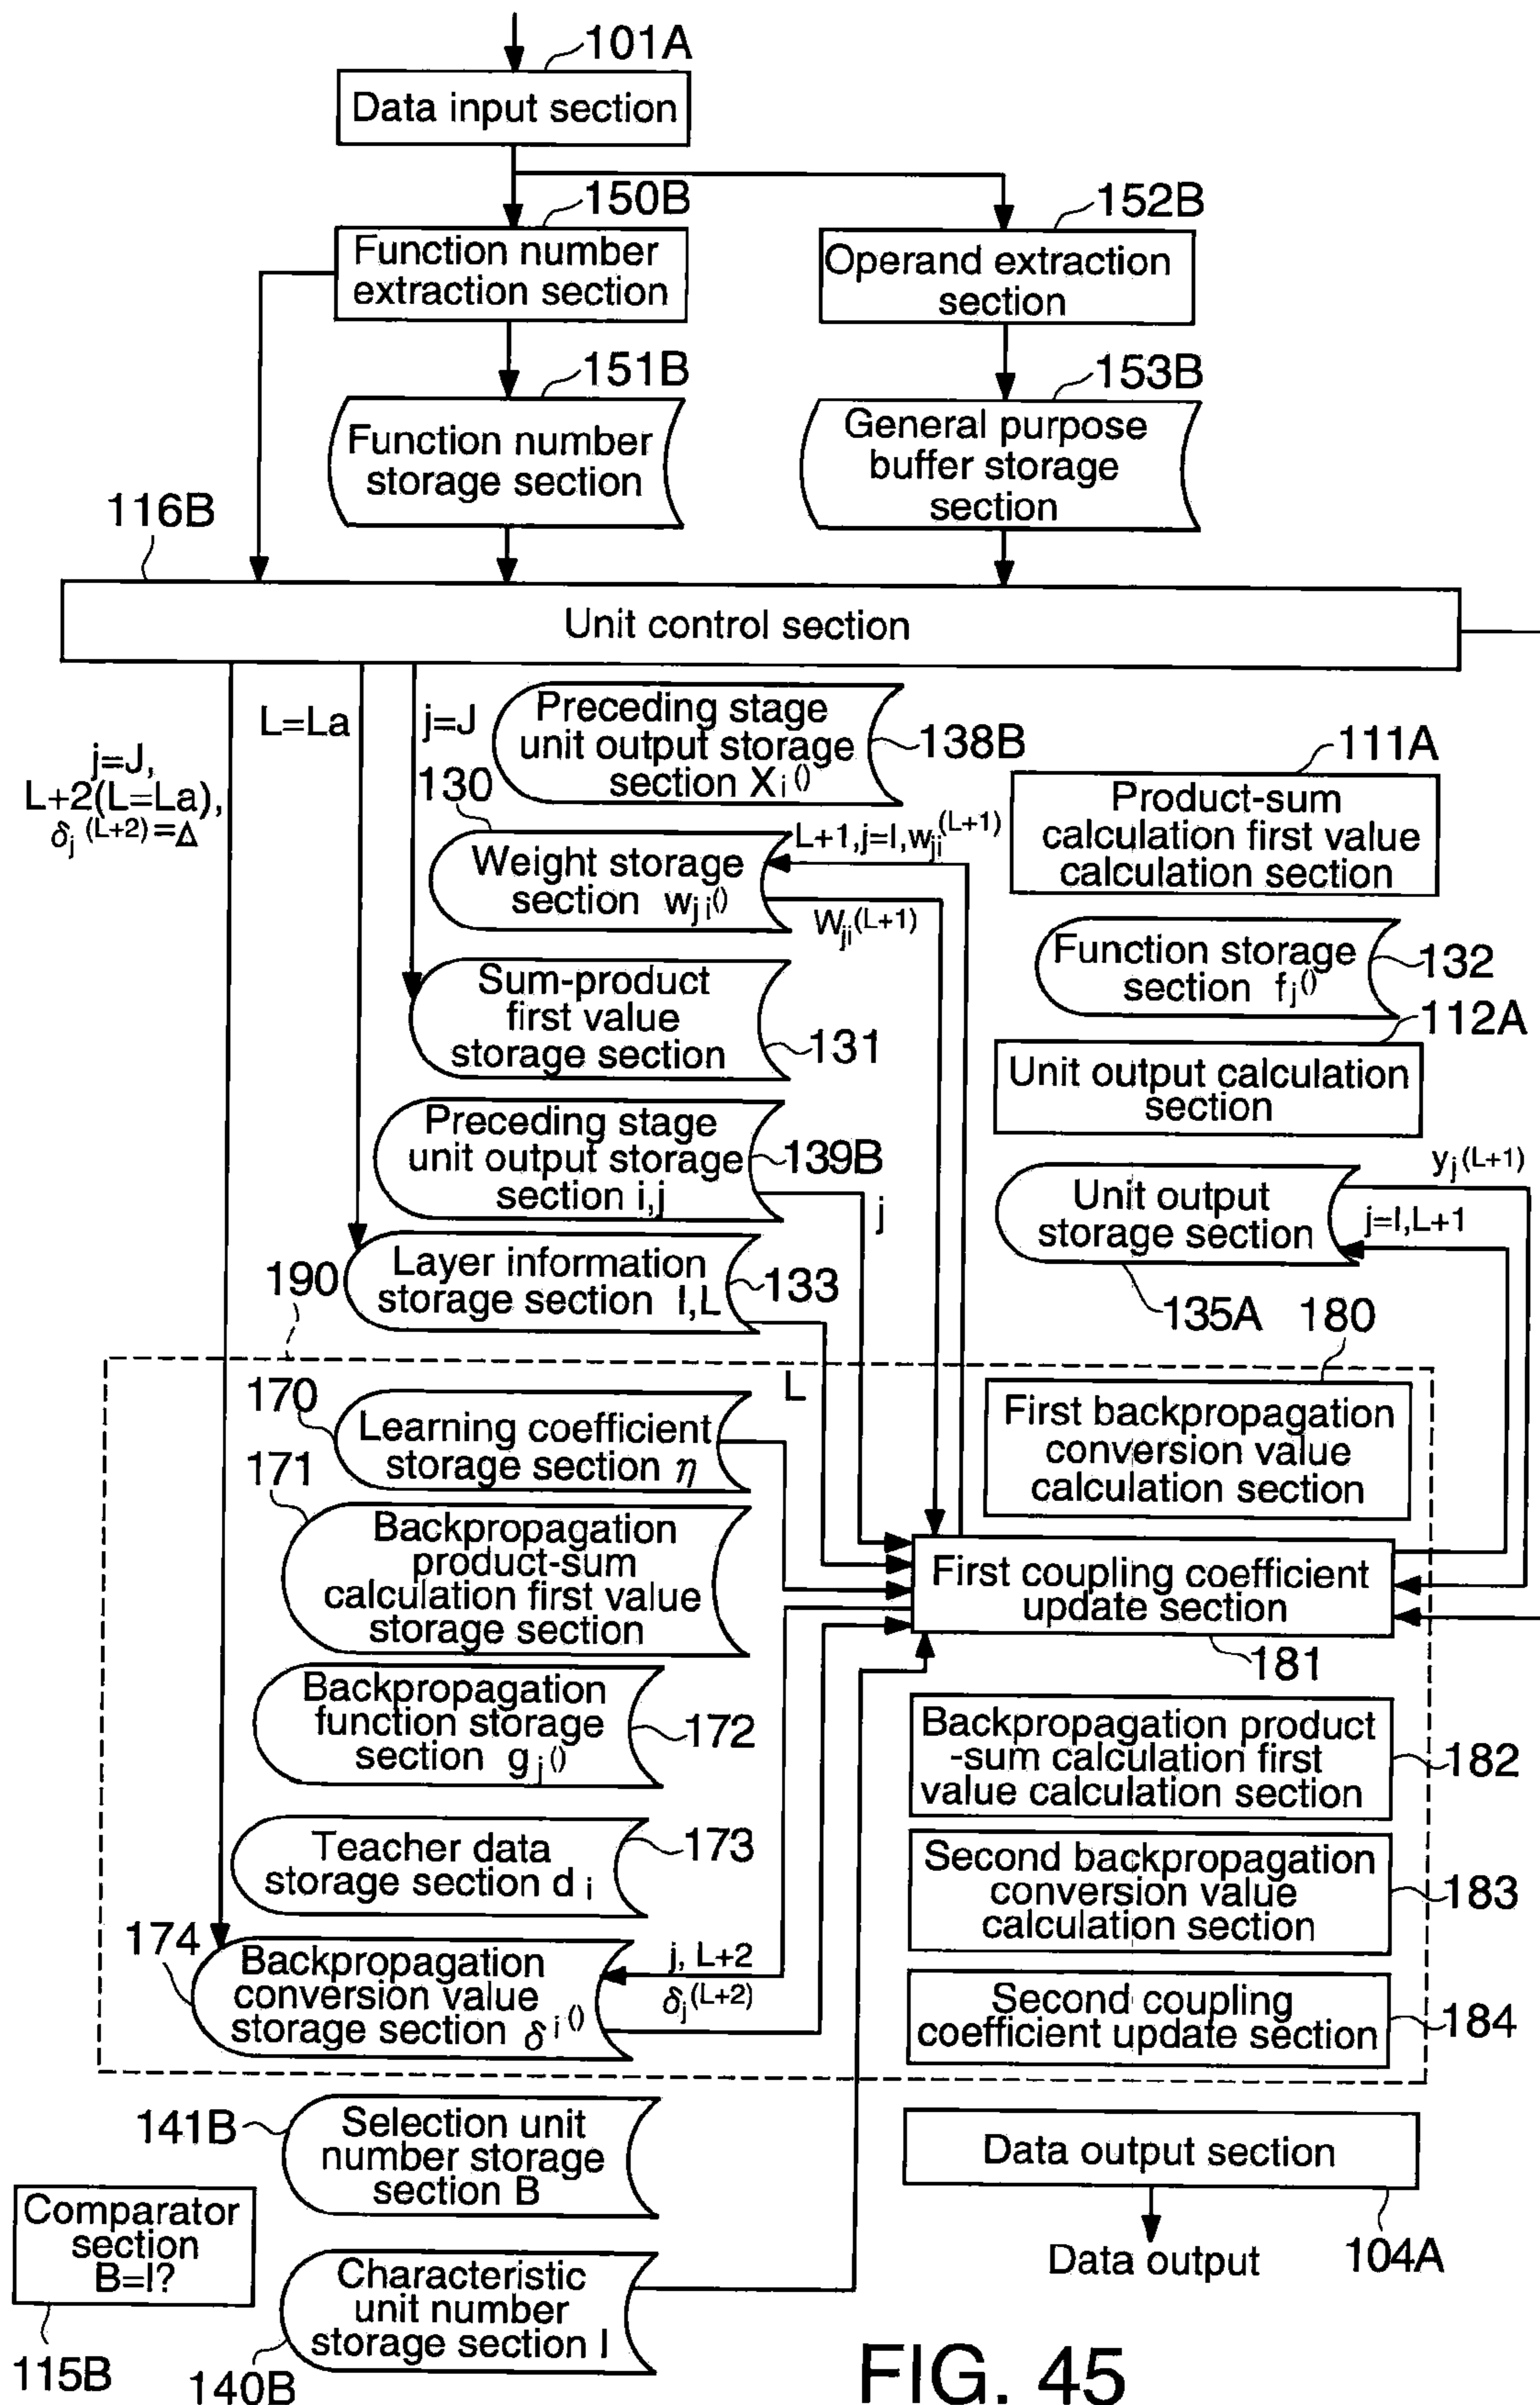 101A
Data input section
150B
152B
Function number
extraction section
Operand extraction
section
151B
153B
Function number
storage section
General purpose
buffer storage
section
116B
Unit control section
j=J,
L+2(L=La),
δj (L+2)=Δ
L=La
j=J
Preceding stage
unit output storage
section Xi()
138B
111A
Product-sum
calculation first value
calculation section
130
Weight storage
section wji()
L+1,j=I,wji(L+1)
Wji(L+1)
Function storage
section fj()
132
Sum-product
first value
storage section
131
112A
Unit output calculation
section
Preceding stage
unit output storage
section i,j
139B
j
yj(L+1)
Unit output
storage section
j=I,L+1
135A
190
Layer information
storage section I,L
133
L
180
First backpropagation
conversion value
calculation section
170
Learning coefficient
storage section η
171
Backpropagation
product-sum
calculation first value
storage section
First coupling coefficient
update section
181
Backpropagation
function storage
section gj()
172
Backpropagation product
-sum calculation first
value calculation section
182
Teacher data
storage section di
173
Second backpropagation
conversion value
calculation section
183
174
Backpropagation
conversion value
storage section δi()
j, L+2
δj(L+2)
Second coupling
coefficient update section
184
141B
Selection unit
number storage
section B
Data output section
104A
Data output
Comparator
section
B=I?
115B
Characteristic
unit number
storage section I
140B
FIG. 45